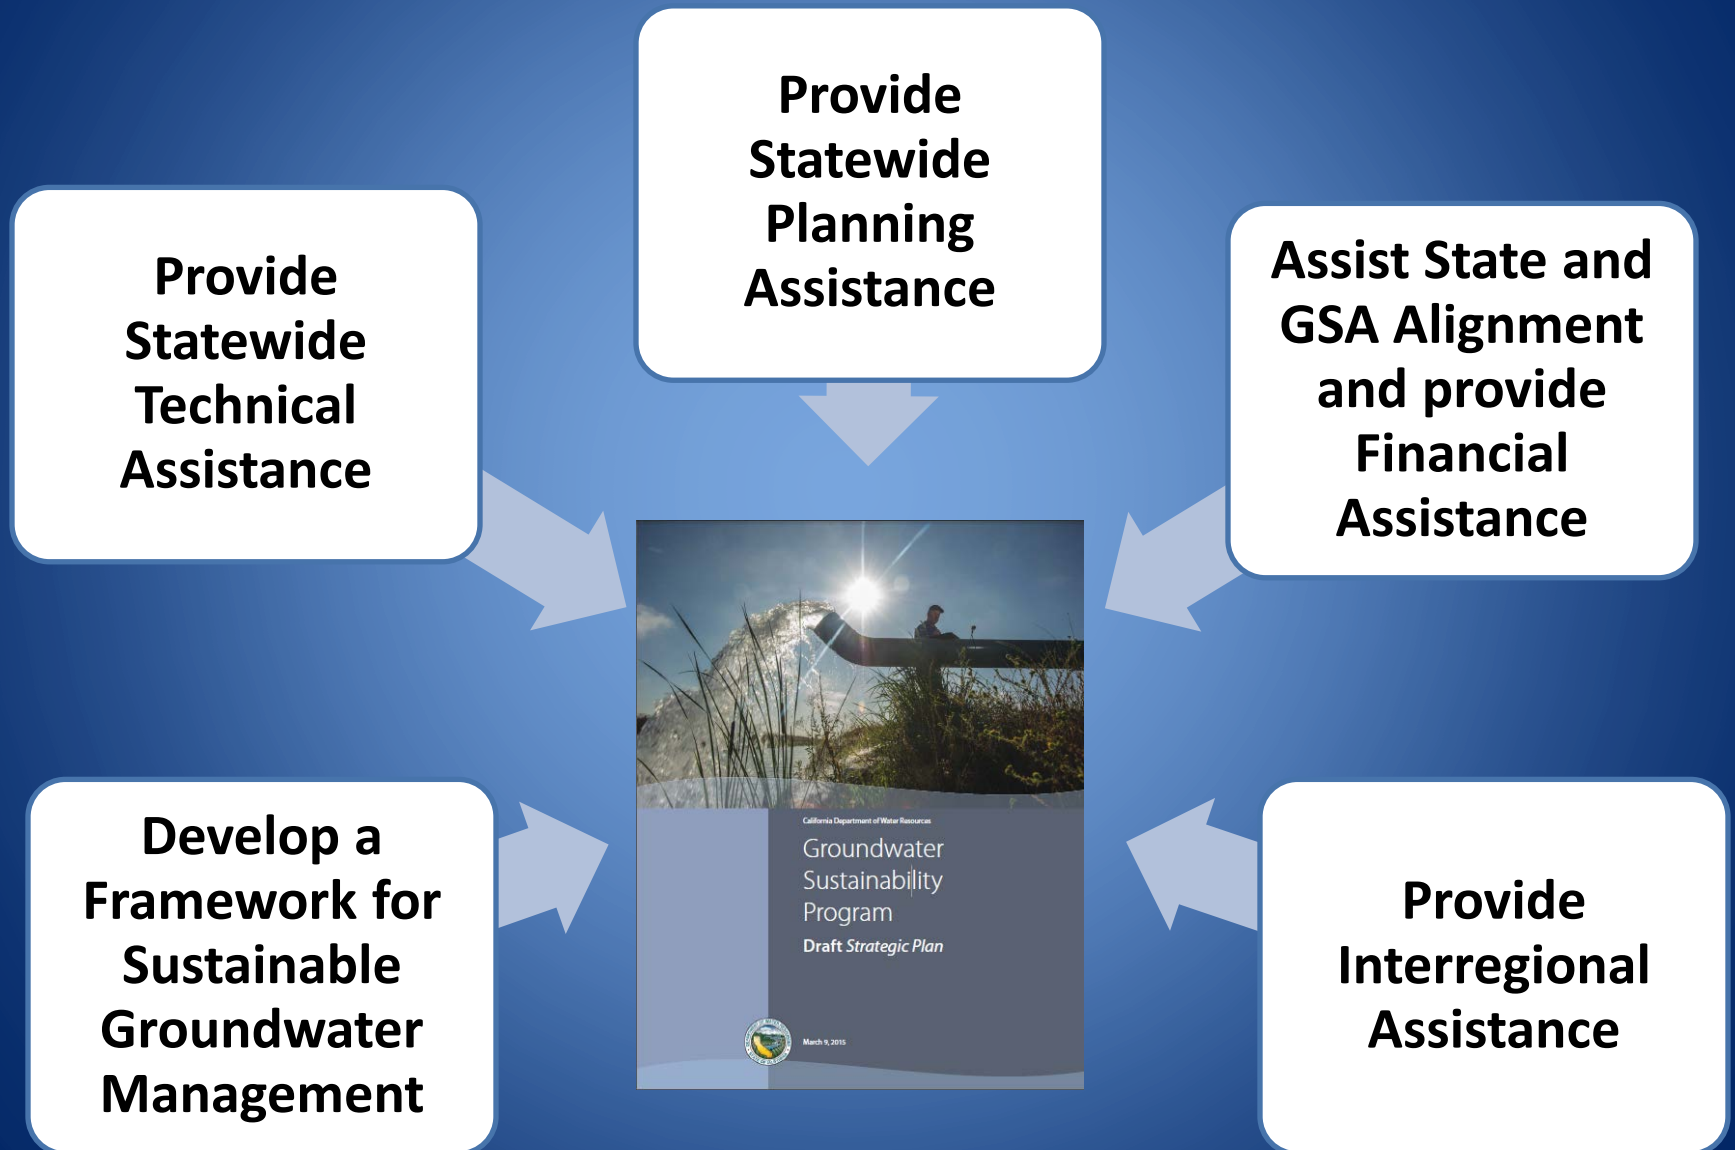 Provide
Statewide
Planning
Assistance
Provide
Statewide
Technical
Assistance
Assist State and
GSA Alignment
and provide
Financial
Assistance
Develop a
Framework for
Sustainable
Groundwater
Management
Provide
Interregional
Assistance
California Department of Water Resources
Groundwater
Sustainability
Program
Draft Strategic Plan
March 9, 2015